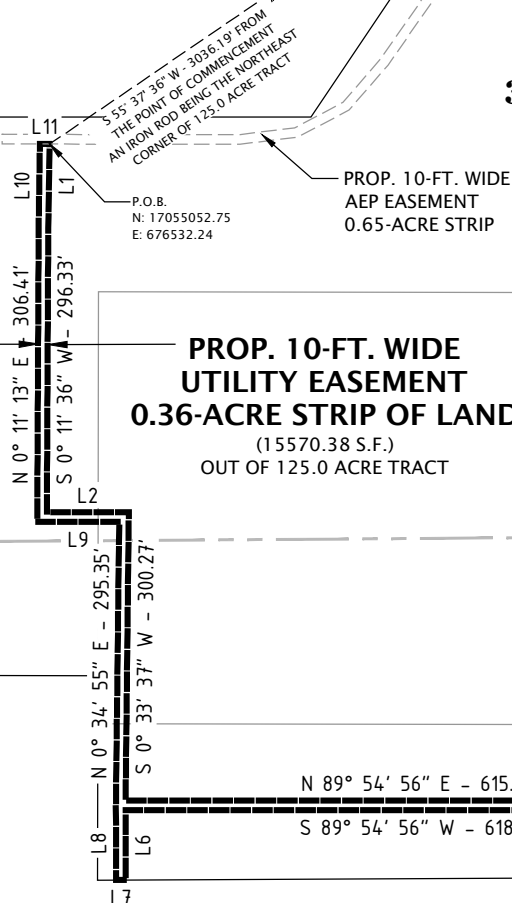 S 55° 37' 36" W - 3036.19' FROM
THE POINT OF COMMENCEMENT
AN IRON ROD BEING THE NORTHEAST
CORNER OF 125.0 ACRE TRACT
3
L11
L10
L1
PROP. 10-FT. WIDE
AEP EASEMENT
0.65-ACRE STRIP
P.O.B.
N: 17055052.75
E: 676532.24
N 0° 11' 13" E - 306.41'
S 0° 11' 36" W - 296.33'
PROP. 10-FT. WIDE
UTILITY EASEMENT
0.36-ACRE STRIP OF LAND
(15570.38 S.F.)
OUT OF 125.0 ACRE TRACT
L2
L9
N 0° 34' 55" E - 295.35'
S 0° 33' 37" W - 300.27'
N 89° 54' 56" E - 615.
S 89° 54' 56" W - 618
L8
L6
L7